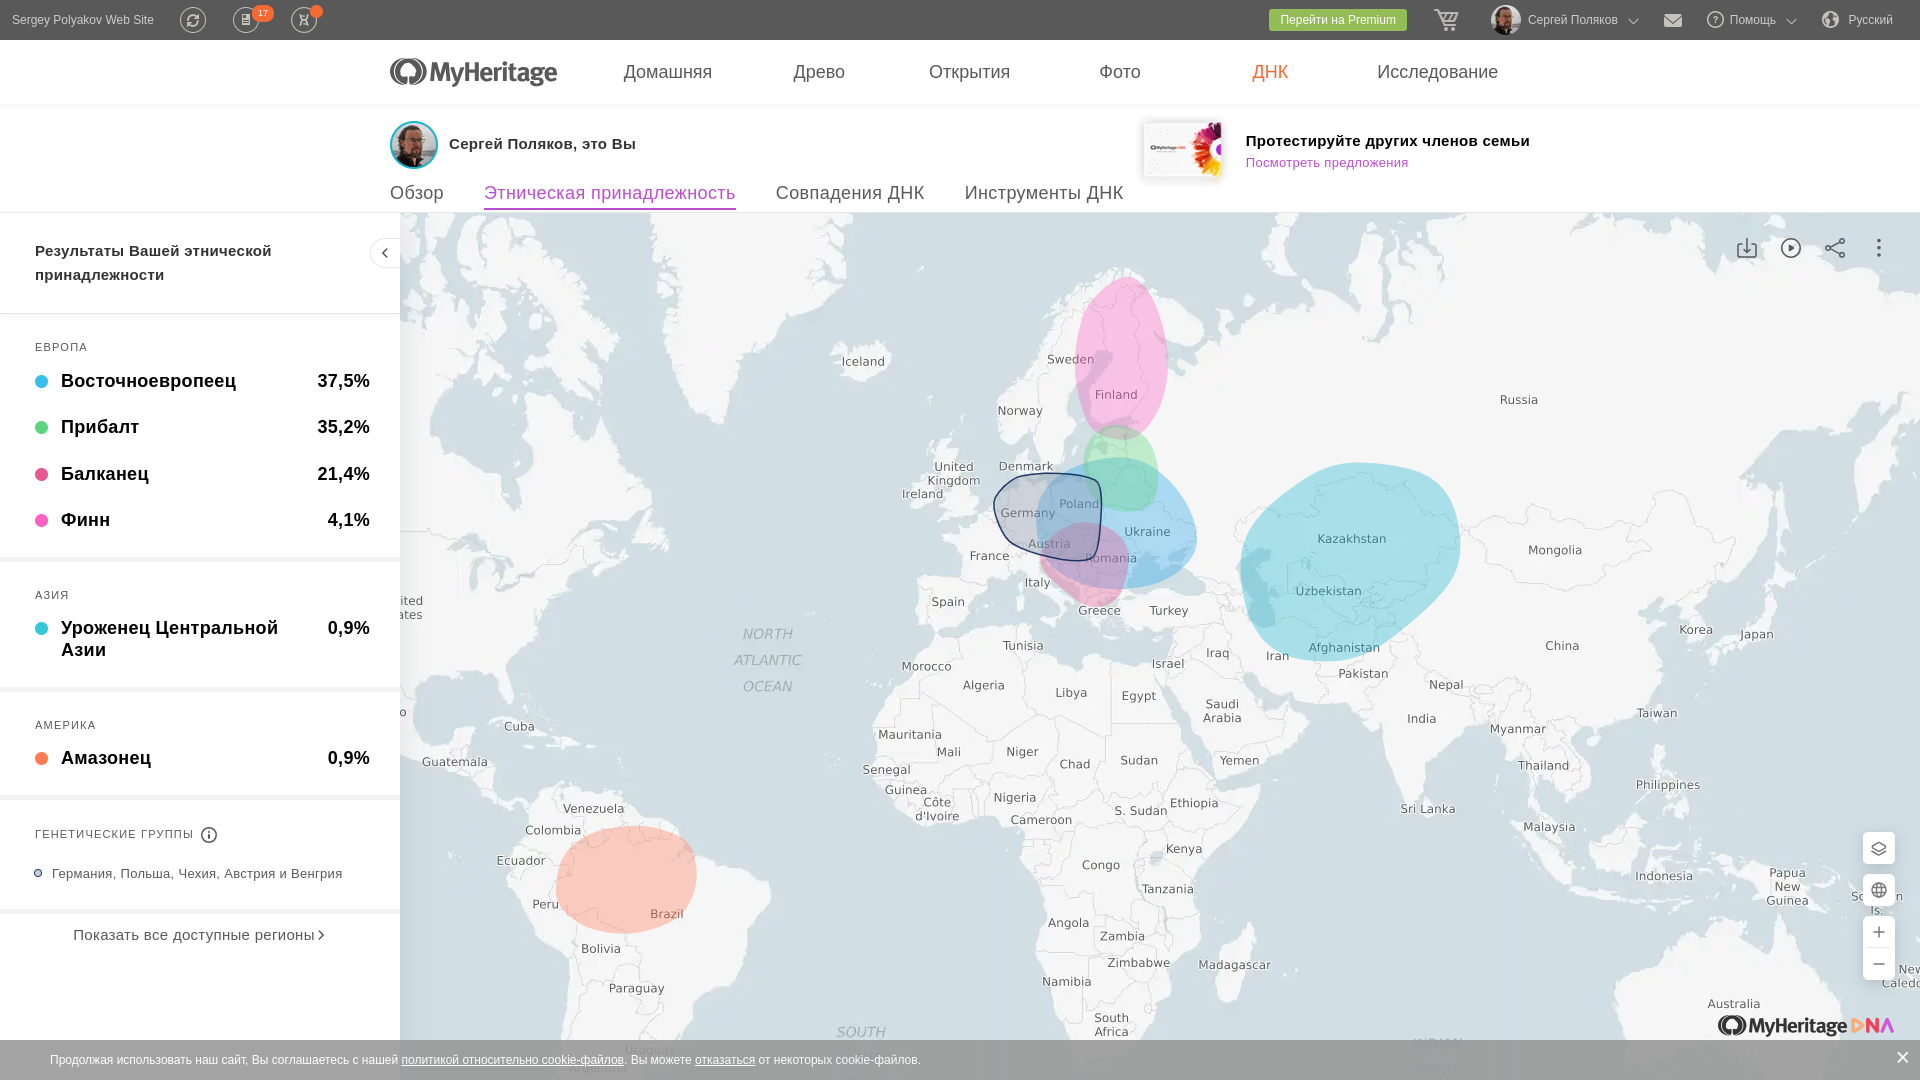 Sergey Polyakov Web Site
17
Перейти на Premium
Сергей Поляков
Помощь
Русский
MyHeritage
Домашняя
Древо
Открытия
Фото
ДНК
Исследование
Сергей Поляков, это Вы
Протестируйте других членов семьи
Посмотреть предложения
Обзор
Этническая принадлежность
Совпадения ДНК
Инструменты ДНК
Результаты Вашей этнической
принадлежности
ЕВРОПА
Восточноевропеец 37,5%
Прибалт 35,2%
Балканец 21,4%
Финн 4,1%
АЗИЯ
Уроженец Центральной 0,9%
Азии
АМЕРИКА
Амазонец 0,9%
ГЕНЕТИЧЕСКИЕ ГРУППЫ
Германия, Польша, Чехия, Австрия и Венгрия
Показать все доступные регионы
Iceland
Sweden
Finland
Norway
Russia
United
Kingdom
Denmark
Ireland
Poland
Germany
Ukraine
Austria
Kazakhstan
Mongolia
France
Romania
Italy
Uzbekistan
ited
ates
Spain
Greece
Turkey
Korea
Japan
NORTH
ATLANTIC
OCEAN
Tunisia
Iraq
Iran
Afghanistan
China
Morocco
Israel
Pakistan
Algeria
Libya
Egypt
Nepal
Saudi
Arabia
o
Cuba
India
Taiwan
Mauritania
Myanmar
Mali
Niger
Chad
Sudan
Yemen
Guatemala
Senegal
Thailand
Philippines
Guinea
Côte
d'Ivoire
Nigeria
Ethiopia
Venezuela
Cameroon
S. Sudan
Sri Lanka
Colombia
Malaysia
Kenya
Ecuador
Congo
Indonesia
Papua
New
Guinea
Tanzania
Peru
Brazil
Is.
Angola
Zambia
Bolivia
Zimbabwe
Madagascar
New
Caledo
Namibia
Paraguay
Australia
South
Africa
SOUTH
MyHeritage DNA
Uruguay
Argentina
INDIAN
OCEAN
Продолжая использовать наш сайт, Вы соглашаетесь с нашей политикой относительно cookie-файлов. Вы можете отказаться от некоторых cookie-файлов.